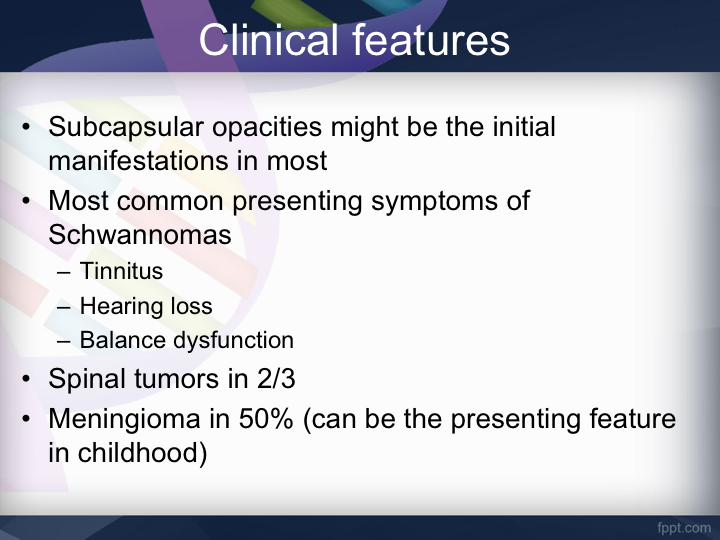 Clinical features
• Subcapsular opacities might be the initial
manifestations in most
• Most common presenting symptoms of
Schwannomas
– Tinnitus
– Hearing loss
– Balance dysfunction
• Spinal tumors in 2/3
• Meningioma in 50% (can be the presenting feature
in childhood)
fppt.com